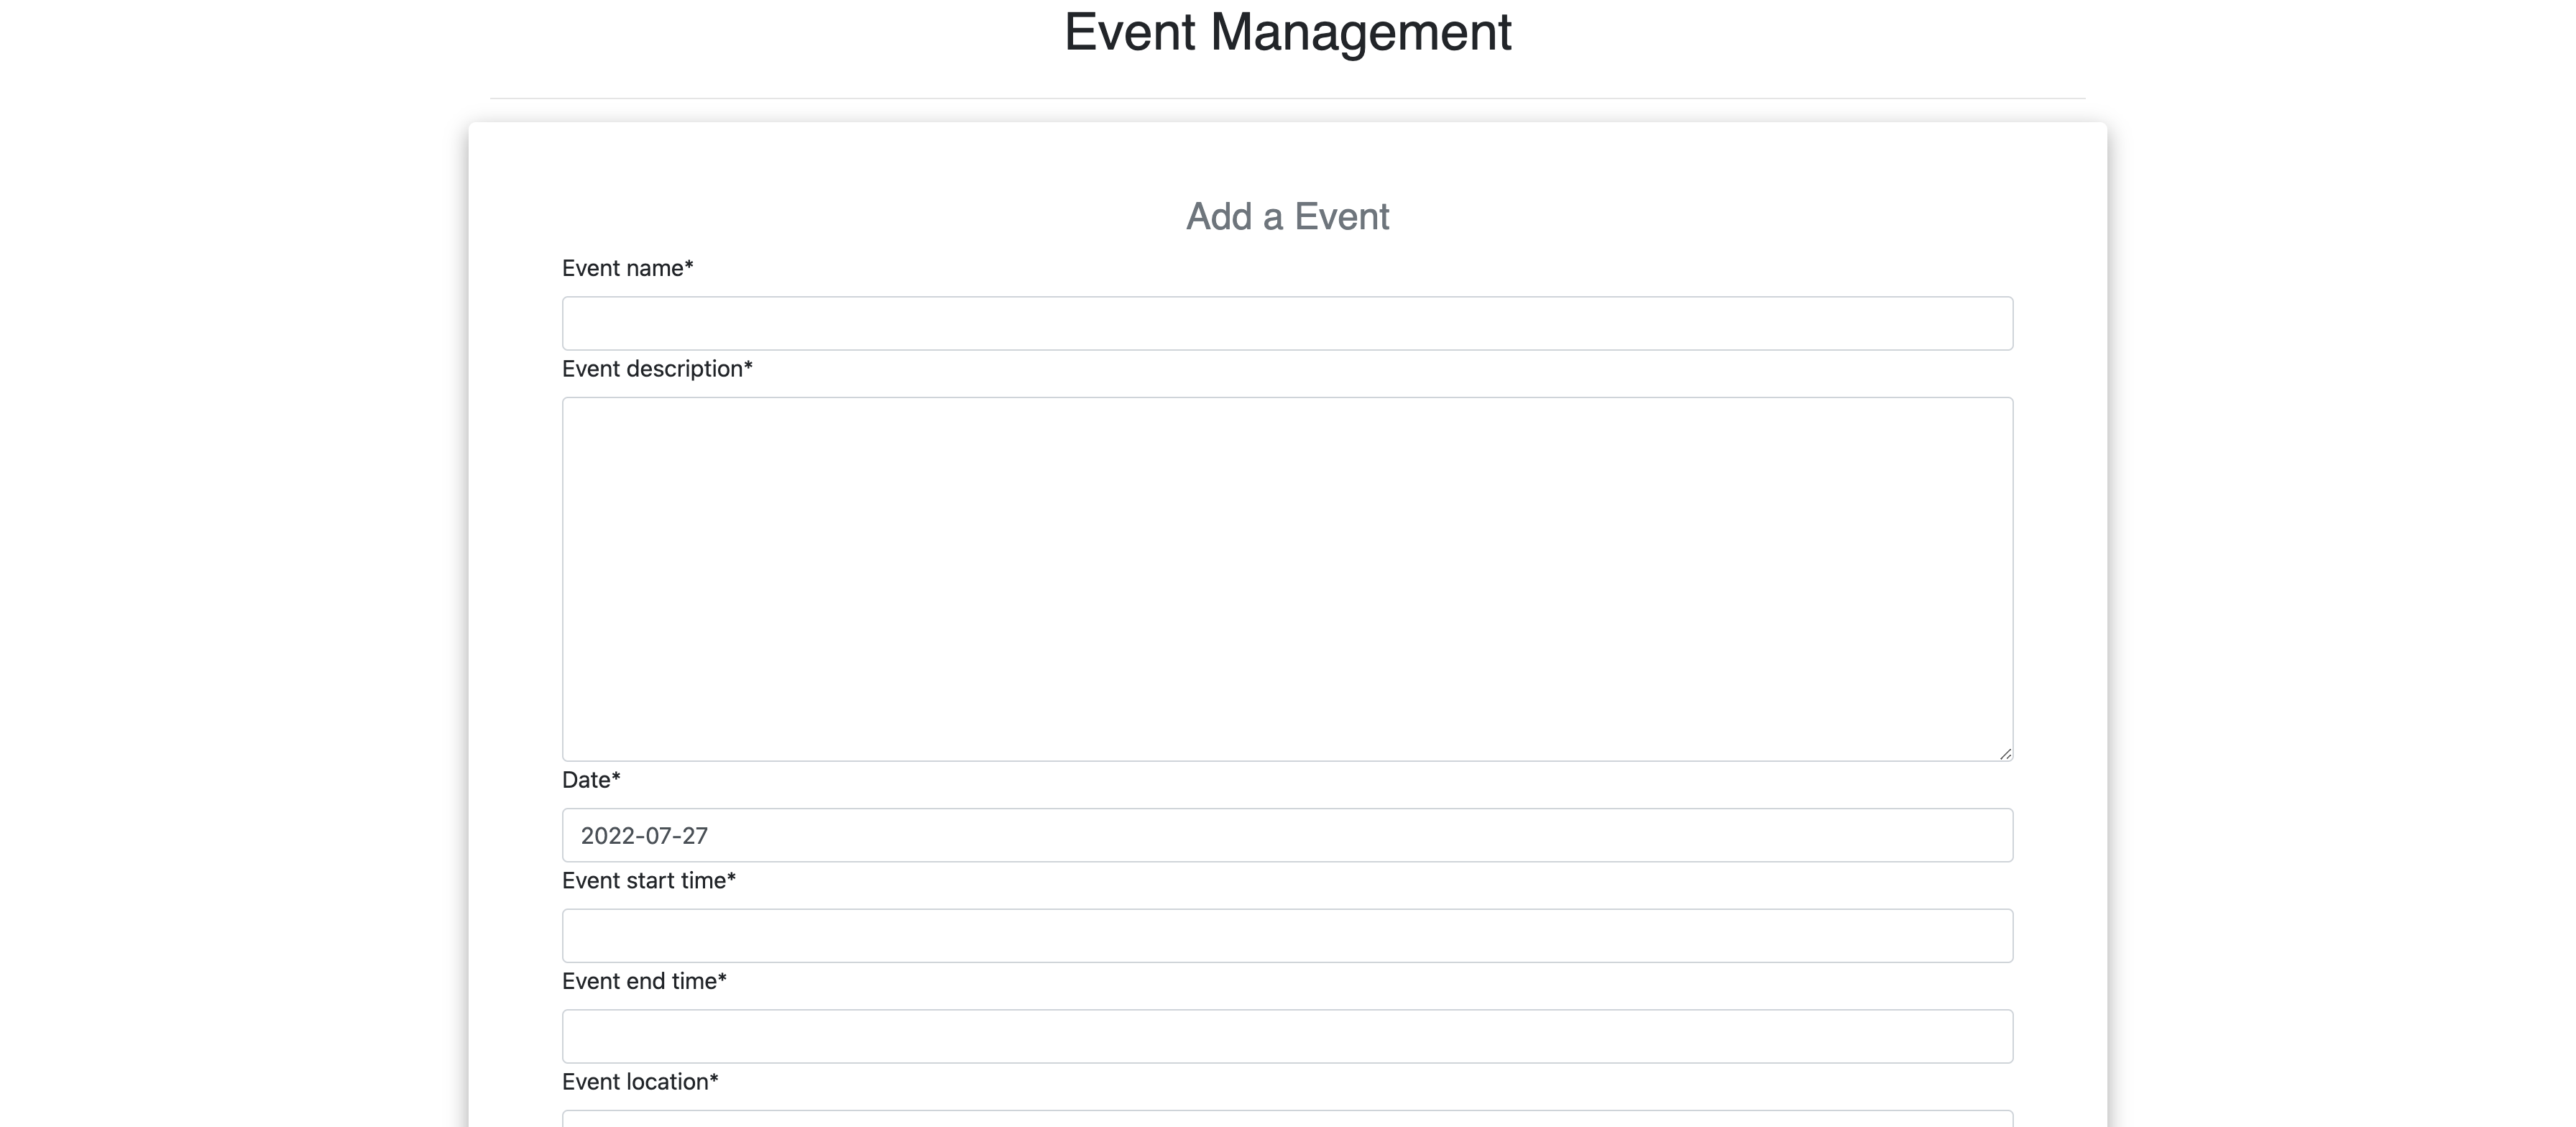 Event Management
Add a Event
Event name*
Event description*
Date*
2022-07-27
Event start time*
Event end time*
Event location*